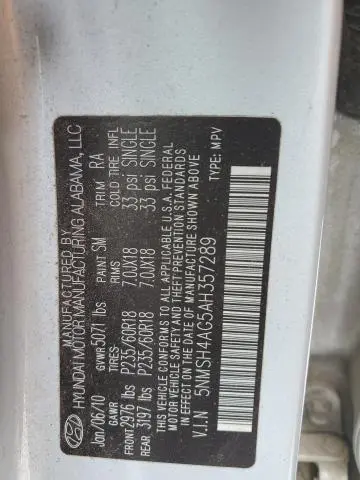 MANUFACTURED BY
HYUNDAI MOTOR MANUFACTURING ALABAMA, LLC
Jan/06/10 GVWR 5071 lbs PAINT SM TRIM RA
GAWR TIRES RIMS COLD TIRE INFL
FRONT 2976 lbs P235/60R18 7.0JX18 33 psi SINGLE
REAR 3197 lbs P235/60R18 7.0JX18 33 psi SINGLE
THIS VEHICLE CONFORMS TO ALL APPLICABLE U.S.A. FEDERAL
MOTOR VEHICLE SAFETY AND THEFT PREVENTION STANDARDS
IN EFFECT ON THE DATE OF MANUFACTURE SHOWN ABOVE
V.I.N 5NMSH4AG5AH357289 TYPE: MPV